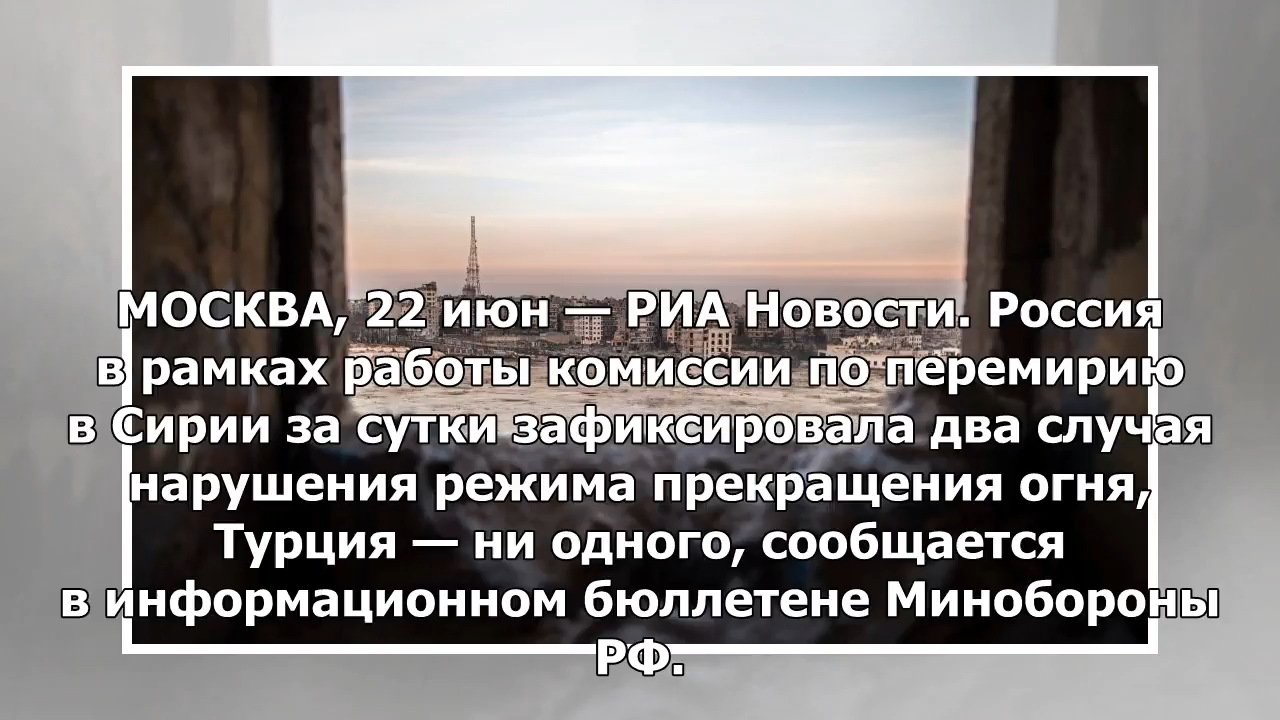 МОСКВА, 22 июн — РИА Новости. Россия
в рамках работы комиссии по перемирию
в Сирии за сутки зафиксировала два случая
нарушения режима прекращения огня,
Турция — ни одного, сообщается
в информационном бюллетене Минобороны
РФ.